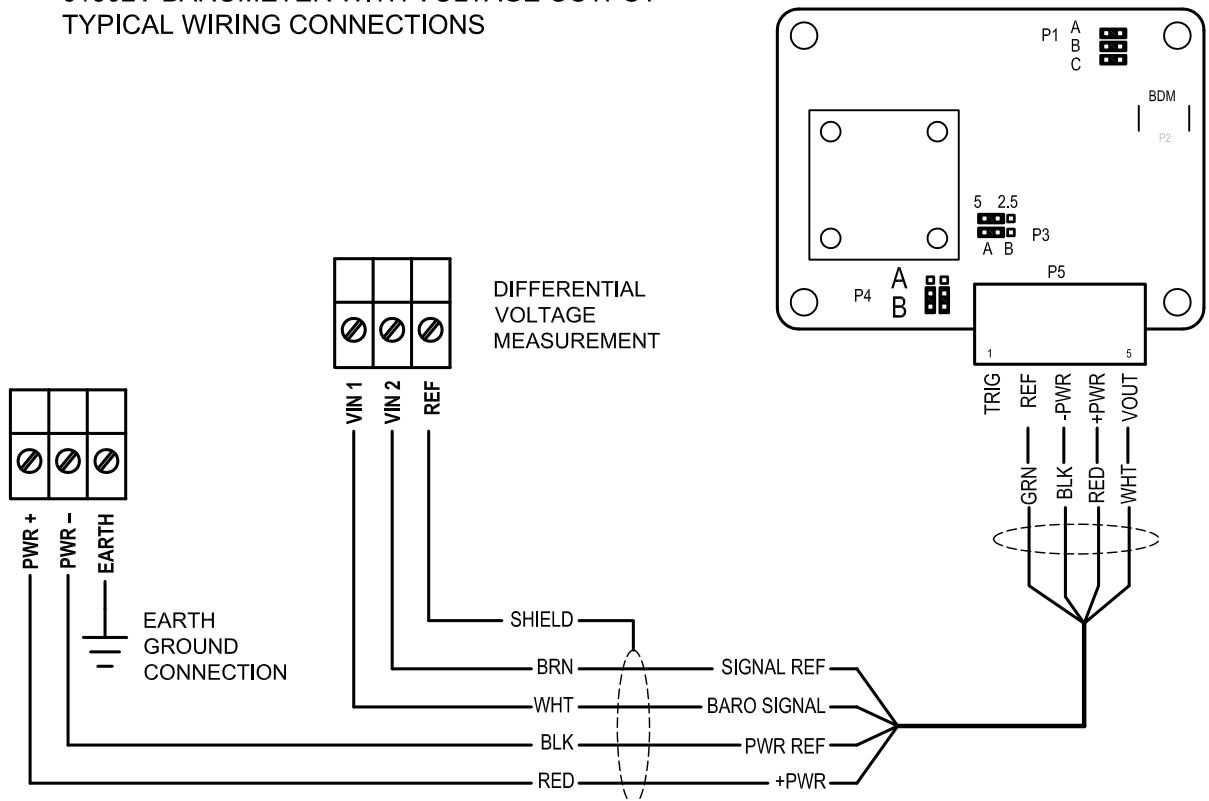 TYPICAL WIRING CONNECTIONS
P1 A
B
C
BDM
P2
5 2.5
P3
A B
P4 A
B
P5
1 5
TRIG
REF
-PWR
+PWR
VOUT
GRN
BLK
RED
WHT
DIFFERENTIAL
VOLTAGE
MEASUREMENT
VIN 1
VIN 2
REF
PWR +
PWR –
EARTH
EARTH
GROUND
CONNECTION
SHIELD
BRN SIGNAL REF
WHT BARO SIGNAL
BLK PWR REF
RED +PWR